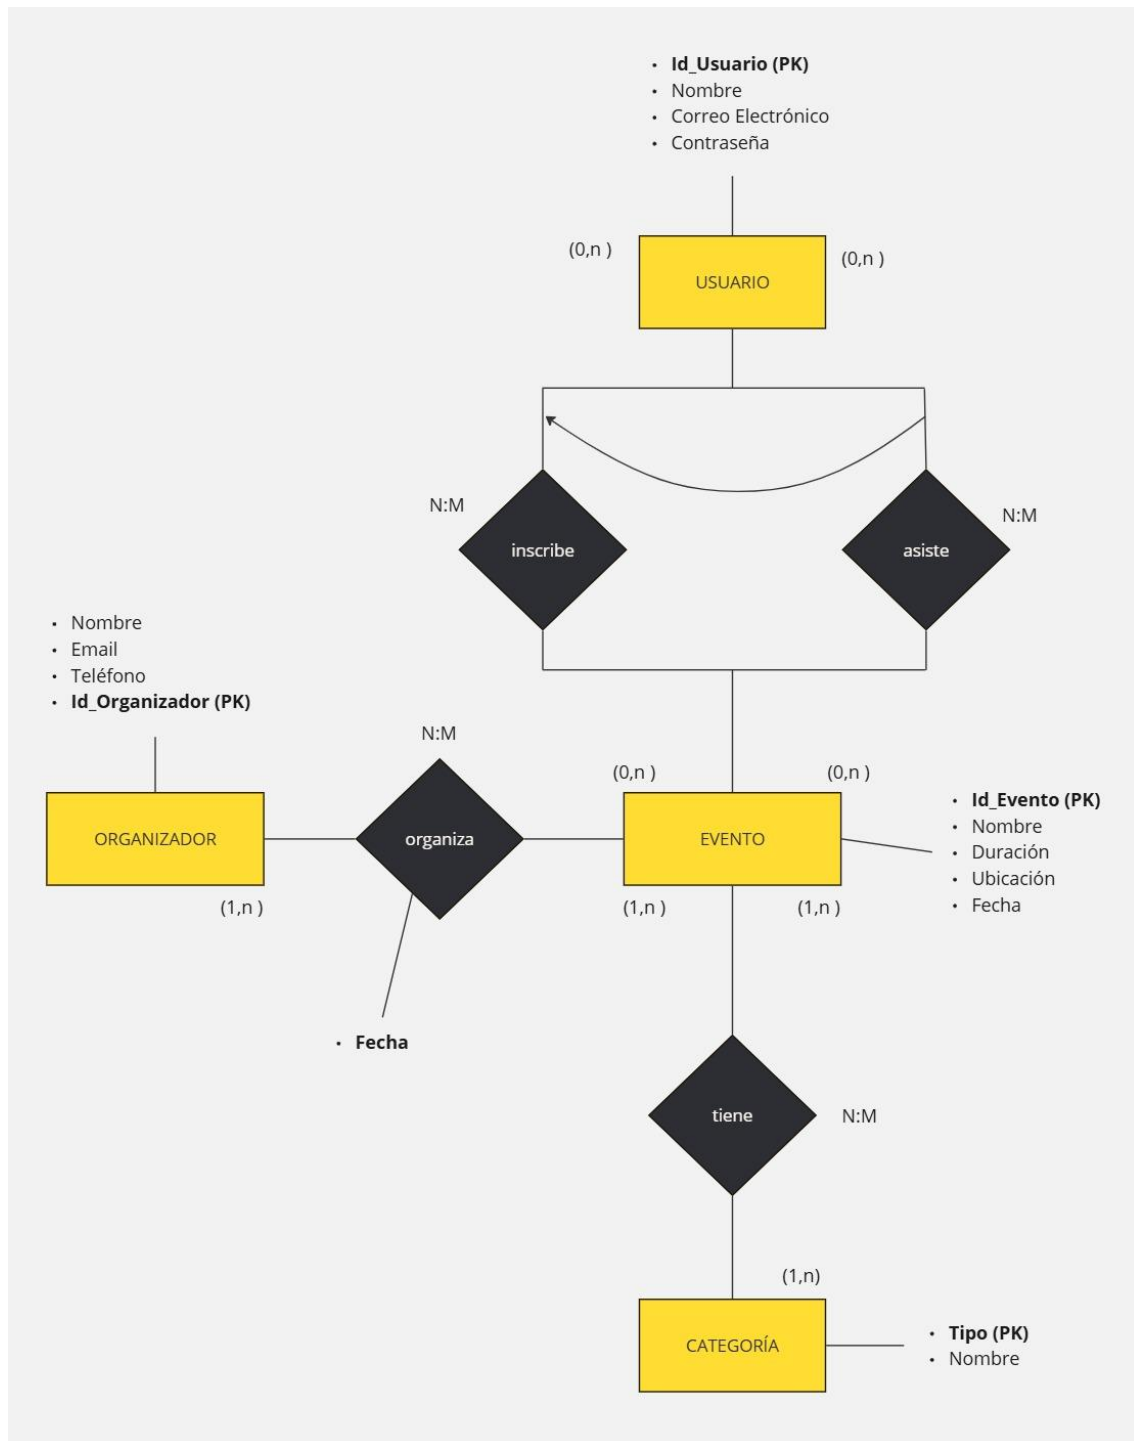 • Id_Usuario (PK)
• Nombre
• Correo Electrónico
• Contraseña
(0,n )
(0,n )
USUARIO
N:M
N:M
inscribe
asiste
• Nombre
• Email
• Teléfono
• Id_Organizador (PK)
N:M
(0,n )
(0,n )
• Id_Evento (PK)
• Nombre
• Duración
• Ubicación
• Fecha
ORGANIZADOR
organiza
EVENTO
(1,n )
(1,n )
(1,n )
• Fecha
tiene
N:M
(1,n)
CATEGORÍA
• Tipo (PK)
• Nombre